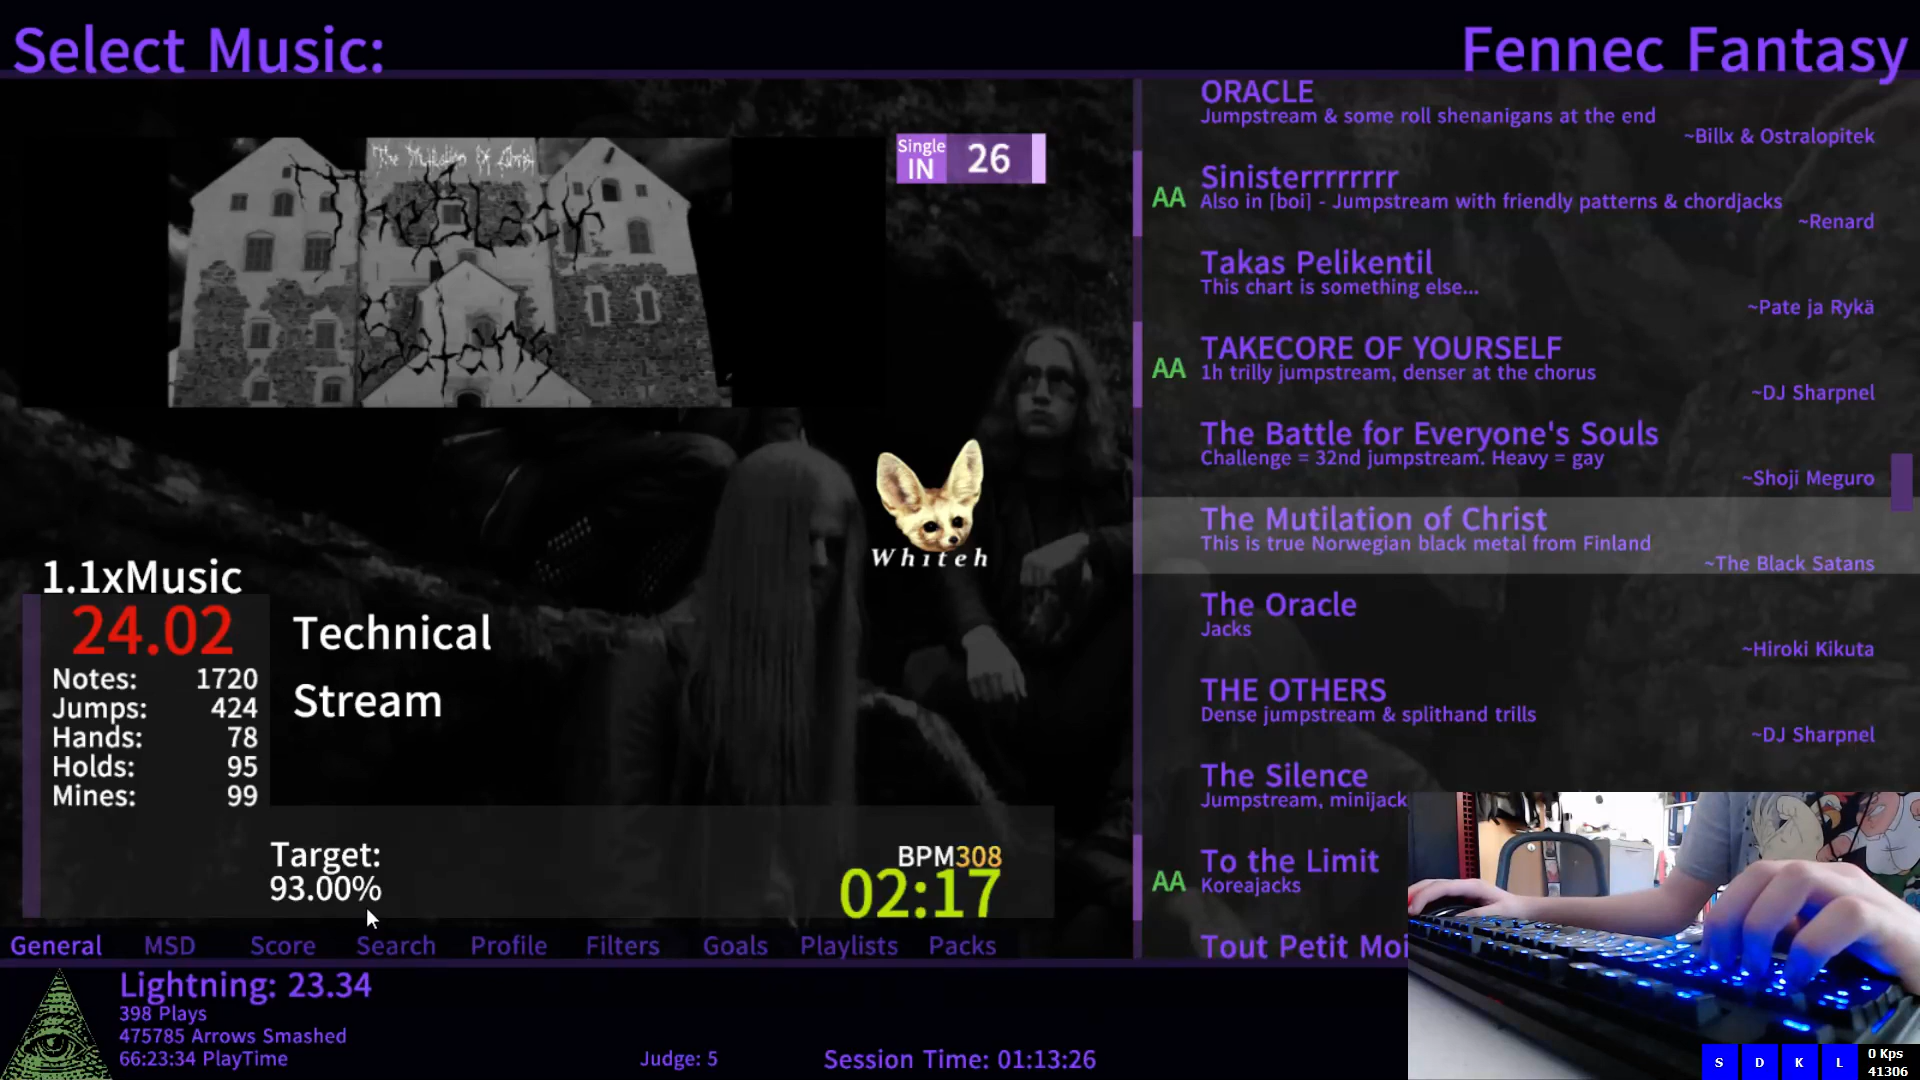 Select Music:
Fennec Fantasy
The Mutilation Of Christ
The Black
Satans
Single
IN
26
Whiteh
1.1xMusic
24.02
Technical
Stream
Notes: 1720
Jumps: 424
Hands: 78
Holds: 95
Mines: 99
Target:
93.00%
BPM308
02:17
General MSD Score Search Profile Filters Goals Playlists Packs
Lightning: 23.34
398 Plays
475785 Arrows Smashed
66:23:34 PlayTime
Judge: 5
Session Time: 01:13:26
ORACLE
Jumpstream & some roll shenanigans at the end
~Billx & Ostralopitek
AA
Sinisterrrrrrrr
Also in [boi] - Jumpstream with friendly patterns & chordjacks
~Renard
Takas Pelikentil
This chart is something else...
~Pate ja Rykä
AA
TAKECORE OF YOURSELF
1h trilly jumpstream, denser at the chorus
~DJ Sharpnel
The Battle for Everyone's Souls
Challenge = 32nd jumpstream. Heavy = gay
~Shoji Meguro
The Mutilation of Christ
This is true Norwegian black metal from Finland
~The Black Satans
The Oracle
Jacks
~Hiroki Kikuta
THE OTHERS
Dense jumpstream & splithand trills
~DJ Sharpnel
The Silence
Jumpstream, minijack
AA
To the Limit
Koreajacks
Tout Petit Moi
S D K L
0 Kps
41306